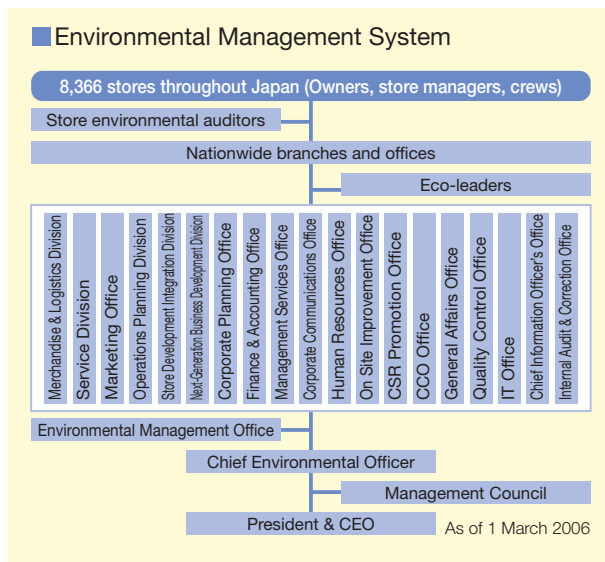 Environmental Management System
8,366 stores throughout Japan (Owners, store managers, crews)
Store environmental auditors
Nationwide branches and offices
Eco-leaders
Merchandise & Logistics Division
Service Division
Marketing Office
Operations Planning Division
Store Development Integration Division
Next-Generation Business Development Division
Corporate Planning Office
Finance & Accounting Office
Management Services Office
Corporate Communications Office
Human Resources Office
On Site Improvement Office
CSR Promotion Office
CCO Office
General Affairs Office
Quality Control Office
IT Office
Chief Information Officer's Office
Internal Audit & Correction Office
Environmental Management Office
Chief Environmental Officer
Management Council
President & CEO
As of 1 March 2006